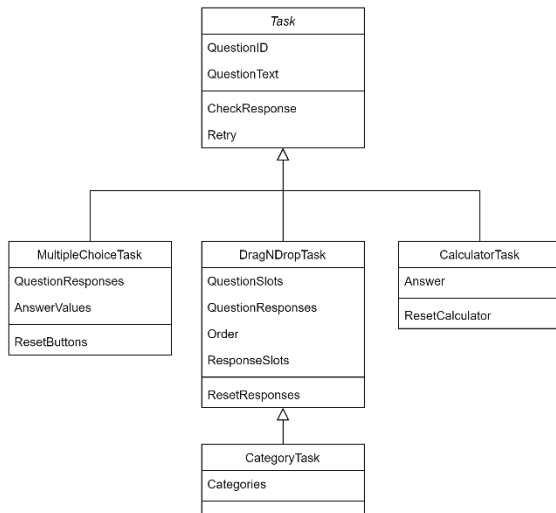 Task
QuestionID
QuestionText
CheckResponse
Retry
MultipleChoiceTask
QuestionResponses
AnswerValues
ResetButtons
DragNDropTask
QuestionSlots
QuestionResponses
Order
ResponseSlots
ResetResponses
CalculatorTask
Answer
ResetCalculator
CategoryTask
Categories